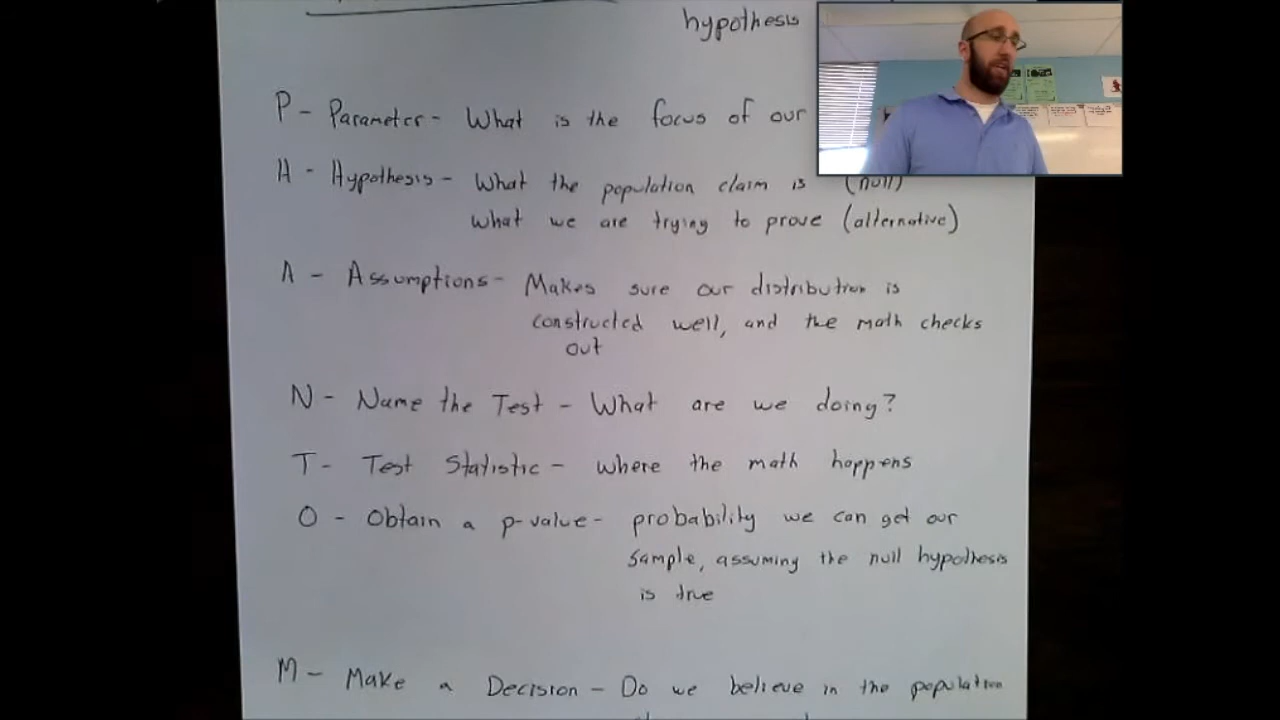 hypothesis
P - Parameter - What is the focus of our
H - Hypothesis - What the population claim is (null)
What we are trying to prove (alternative)
A - Assumptions - Makes sure our distribution is
constructed well, and the math checks
out
N - Name the Test - What are we doing?
T - Test Statistic - where the math happens
O - Obtain a p-value - probability we can get our
sample, assuming the null hypothesis
is true
M - Make a Decision - Do we believe in the population